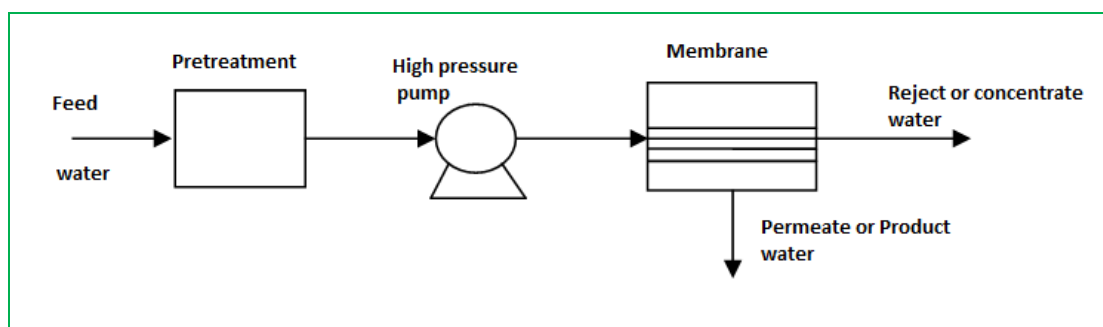 Feed
water
Pretreatment
High pressure
pump
Membrane
Reject or concentrate
water
Permeate or Product
water